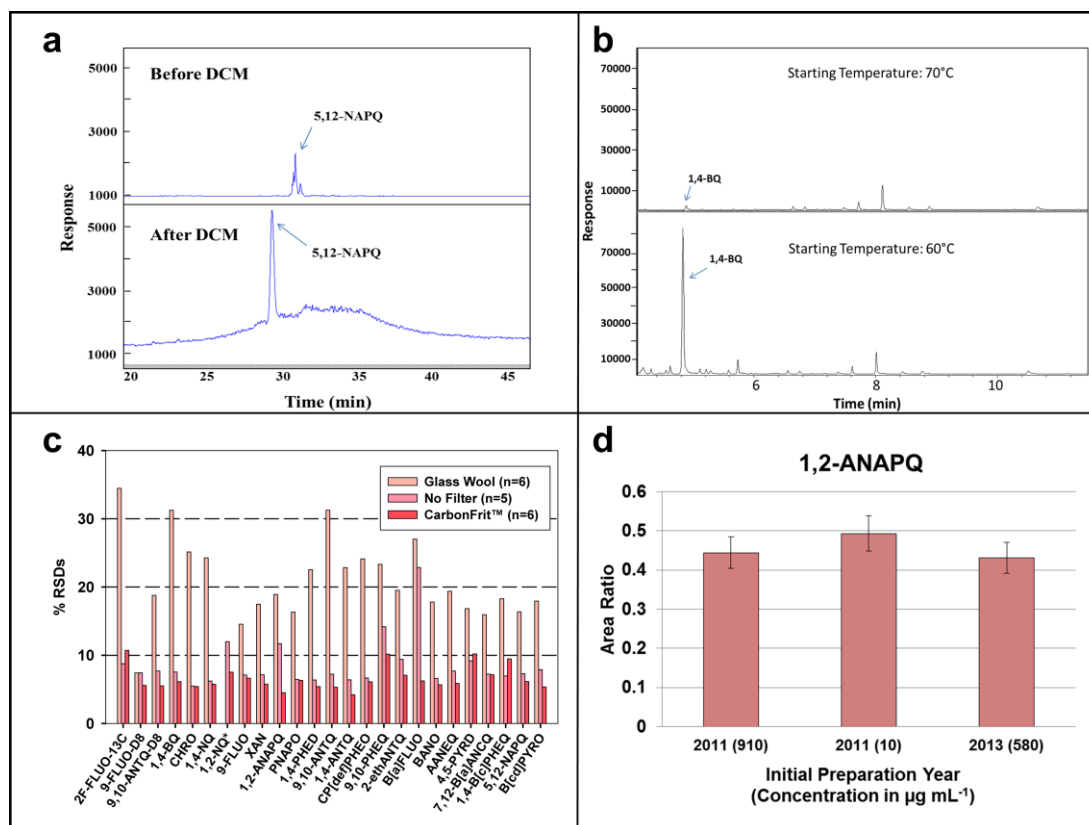 a
Before DCM
5,12-NAPQ
5000
3000
1000
After DCM
5,12-NAPQ
5000
3000
1000
Response
20 25 30 35 40 45
Time (min)
b
Starting Temperature: 70°C
1,4-BQ
70000
50000
30000
10000
Starting Temperature: 60°C
1,4-BQ
70000
50000
30000
10000
Response
6 8 10
Time (min)
c
40
30
20
10
0
% RSDs
Glass Wool (n=6)
No Filter (n=5)
CarbonFrit™ (n=6)
2F-FLUO-13C
9-FLUO-D8
9,10-ANTQ-D8
1,4-BQ
CHRO
1,4-NQ
1,2-NQ*
9-FLUO
XAN
1,2-ANAPQ
PNAPO
1,4-PHED
9,10-ANTQ
1,4-ANTQ
CP[def]PHEO
9,10-PHEQ
2-ethANTQ
B[a]FLUO
BANO
AANEQ
4,5-PYRD
7,12-B[a]ANCQ
1,4-B[c]PHEQ
5,12-NAPQ
B[cd]PYRO
d
1,2-ANAPQ
0.6
0.5
0.4
0.3
0.2
0.1
0
Area Ratio
2011 (910) 2011 (10) 2013 (580)
Initial Preparation Year
(Concentration in µg mL⁻¹)